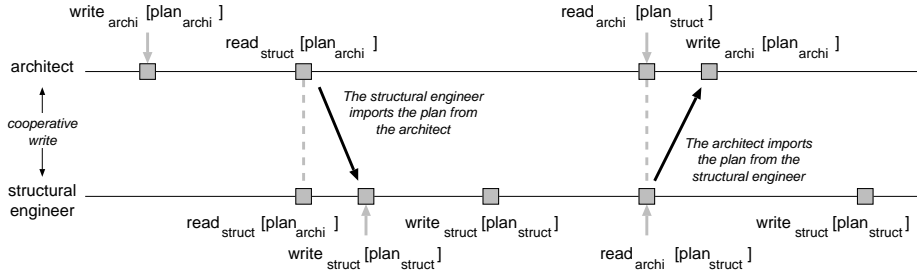 write archi [plan archi ]
read struct [plan archi ]
read archi [plan struct ]
write archi [plan archi ]
architect
The structural engineer
imports the plan from
the architect
cooperative
write
The architect imports
the plan from the
structural engineer
structural
engineer
read struct [plan archi ]
write struct [plan struct ]
write struct [plan struct ]
read archi [plan struct ]
write struct [plan struct ]